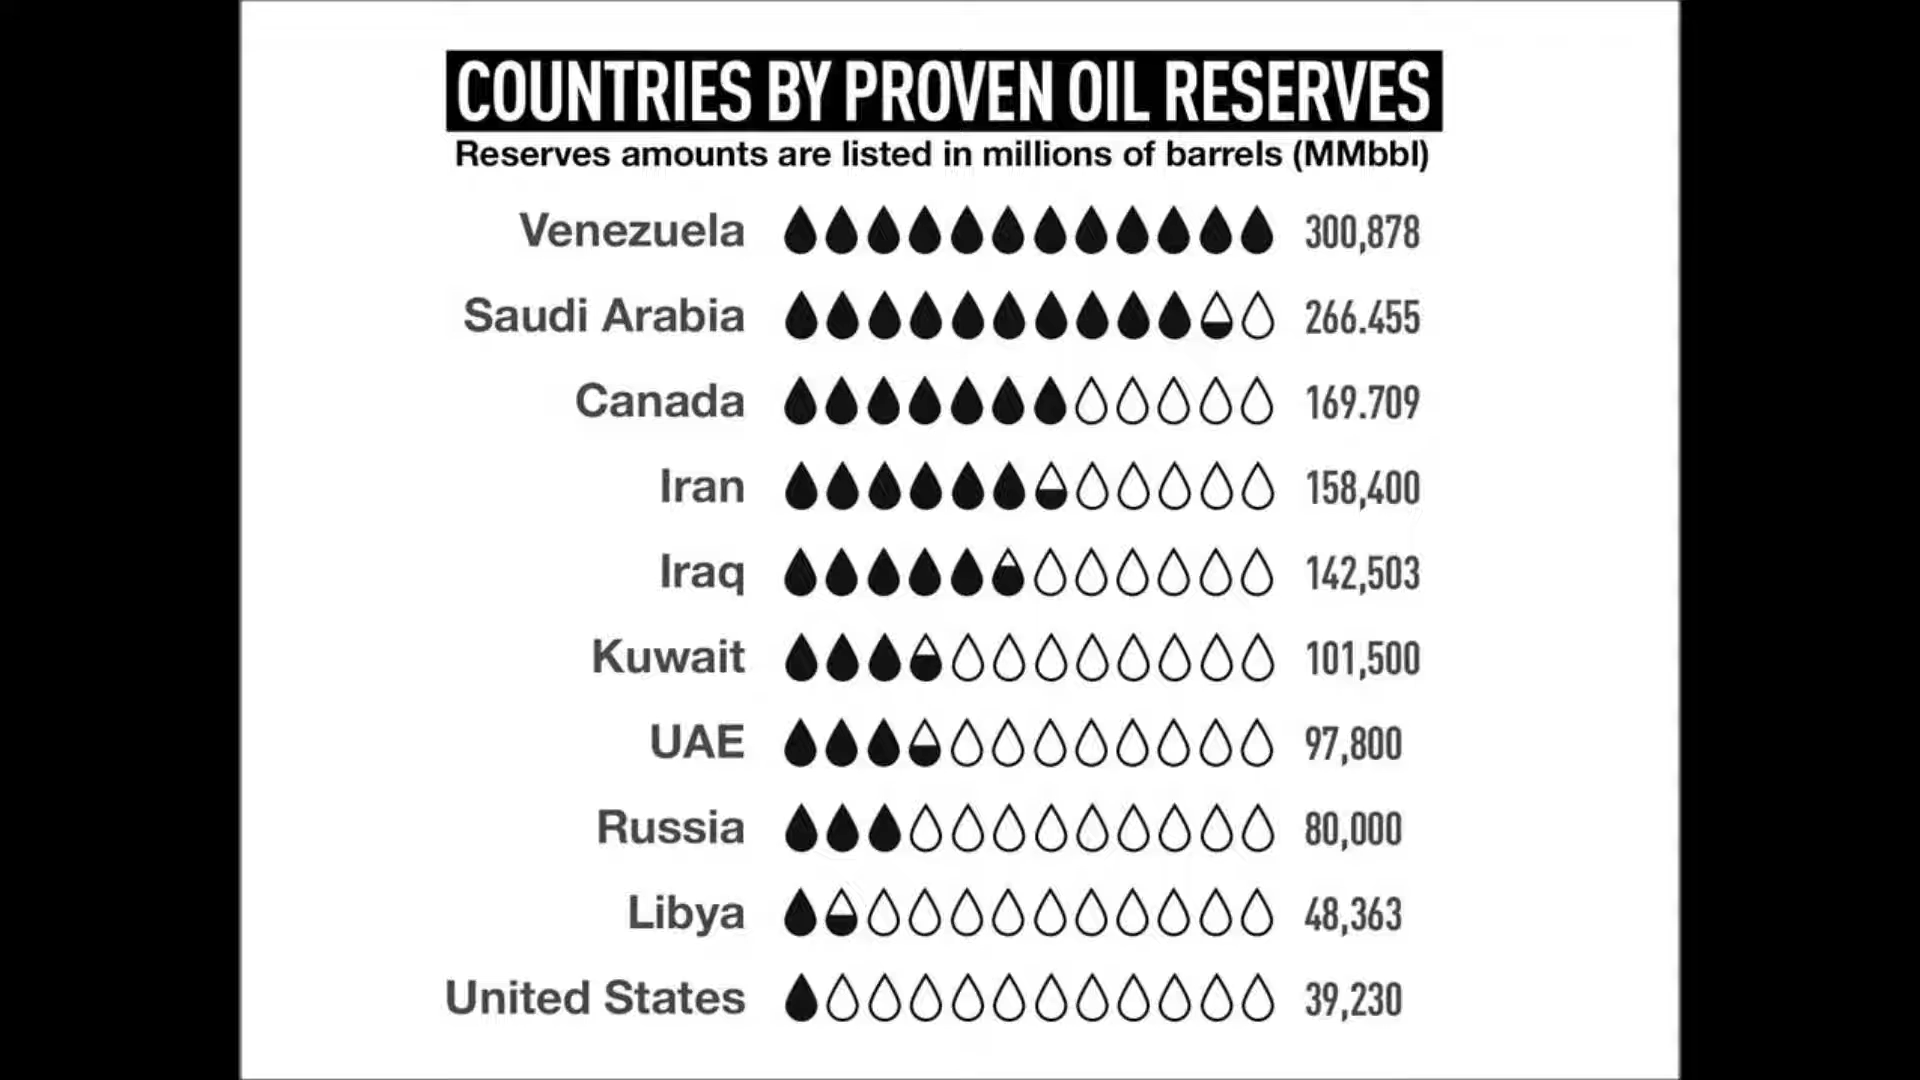 COUNTRIES BY PROVEN OIL RESERVES
Reserves amounts are listed in millions of barrels (MMbbl)
Venezuela 300,878
Saudi Arabia 266.455
Canada 169.709
Iran 158,400
Iraq 142,503
Kuwait 101,500
UAE 97,800
Russia 80,000
Libya 48,363
United States 39,230